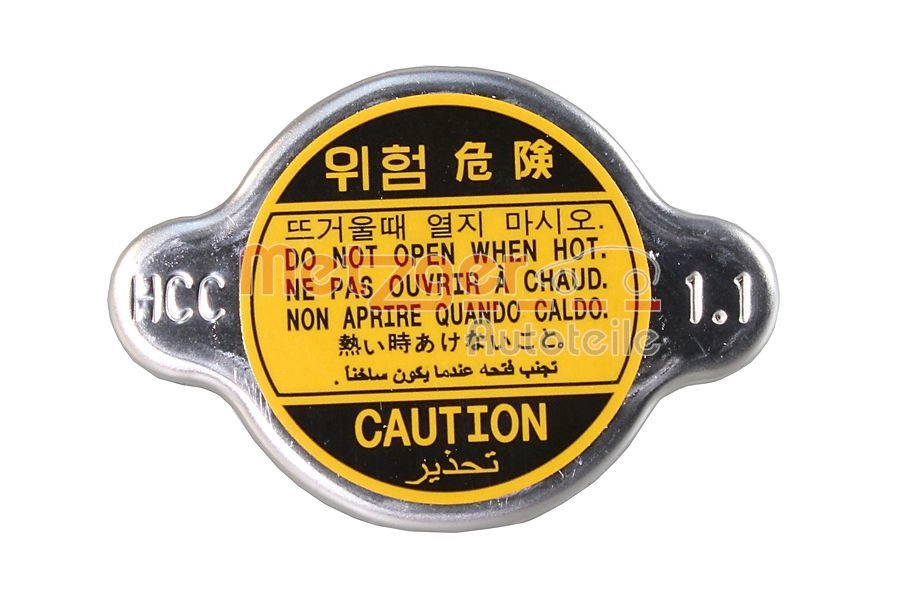 위험 危険
뜨거울때 열지 마시오.
DO NOT OPEN WHEN HOT.
NE PAS OUVRIR À CHAUD.
NON APRIRE QUANDO CALDO.
熱い時あけないこと。
تجنب فتحه عندما يكون ساخناً .
CAUTION
تحذير
HCC
1.1
metzger
Autoteile